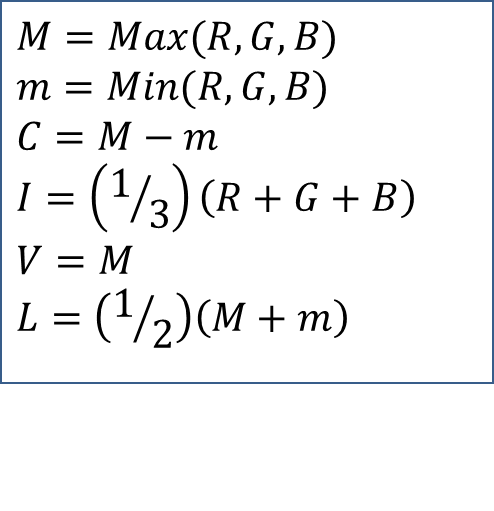 M = Max(R, G, B)
m = Min(R, G, B)
C = M − m
I = (1/3)(R + G + B)
V = M
L = (1/2)(M + m)